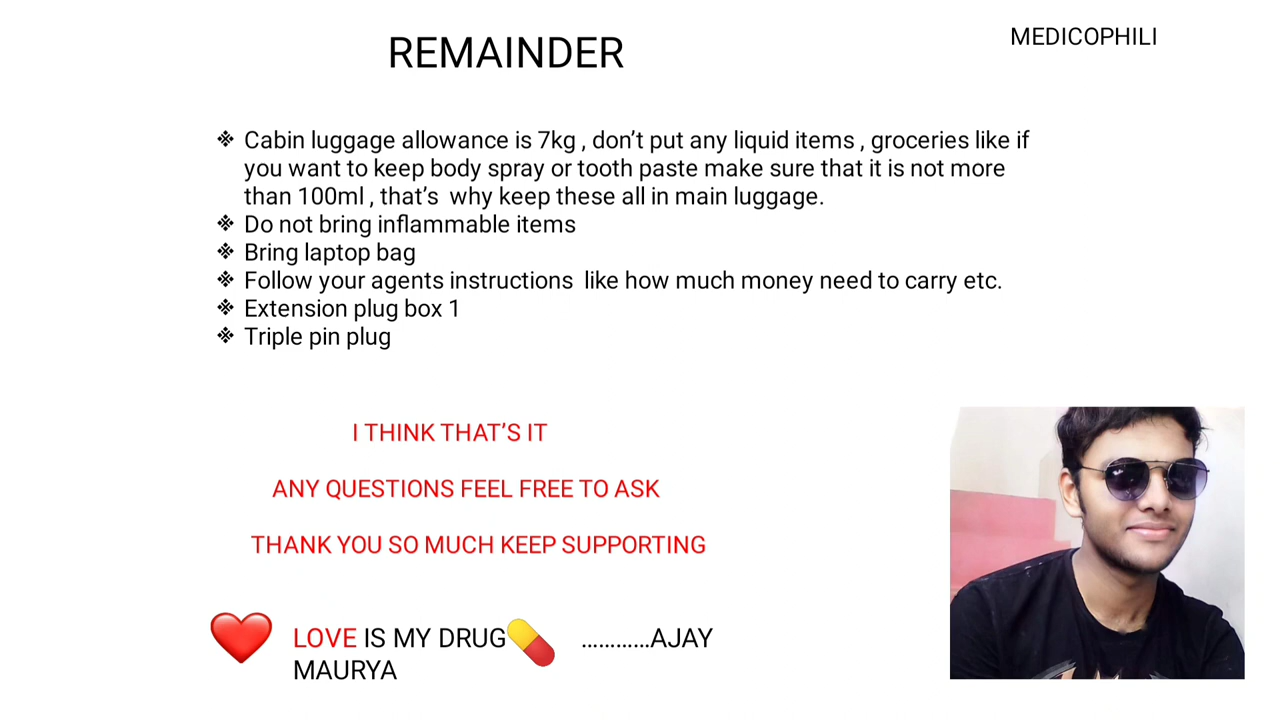 REMAINDER
MEDICOPHILI
❖ Cabin luggage allowance is 7kg , don’t put any liquid items , groceries like if
you want to keep body spray or tooth paste make sure that it is not more
than 100ml , that’s  why keep these all in main luggage.
❖ Do not bring inflammable items
❖ Bring laptop bag
❖ Follow your agents instructions  like how much money need to carry etc.
❖ Extension plug box 1
❖ Triple pin plug
I THINK THAT’S IT
ANY QUESTIONS FEEL FREE TO ASK
THANK YOU SO MUCH KEEP SUPPORTING
LOVE IS MY DRUG    …………AJAY
MAURYA